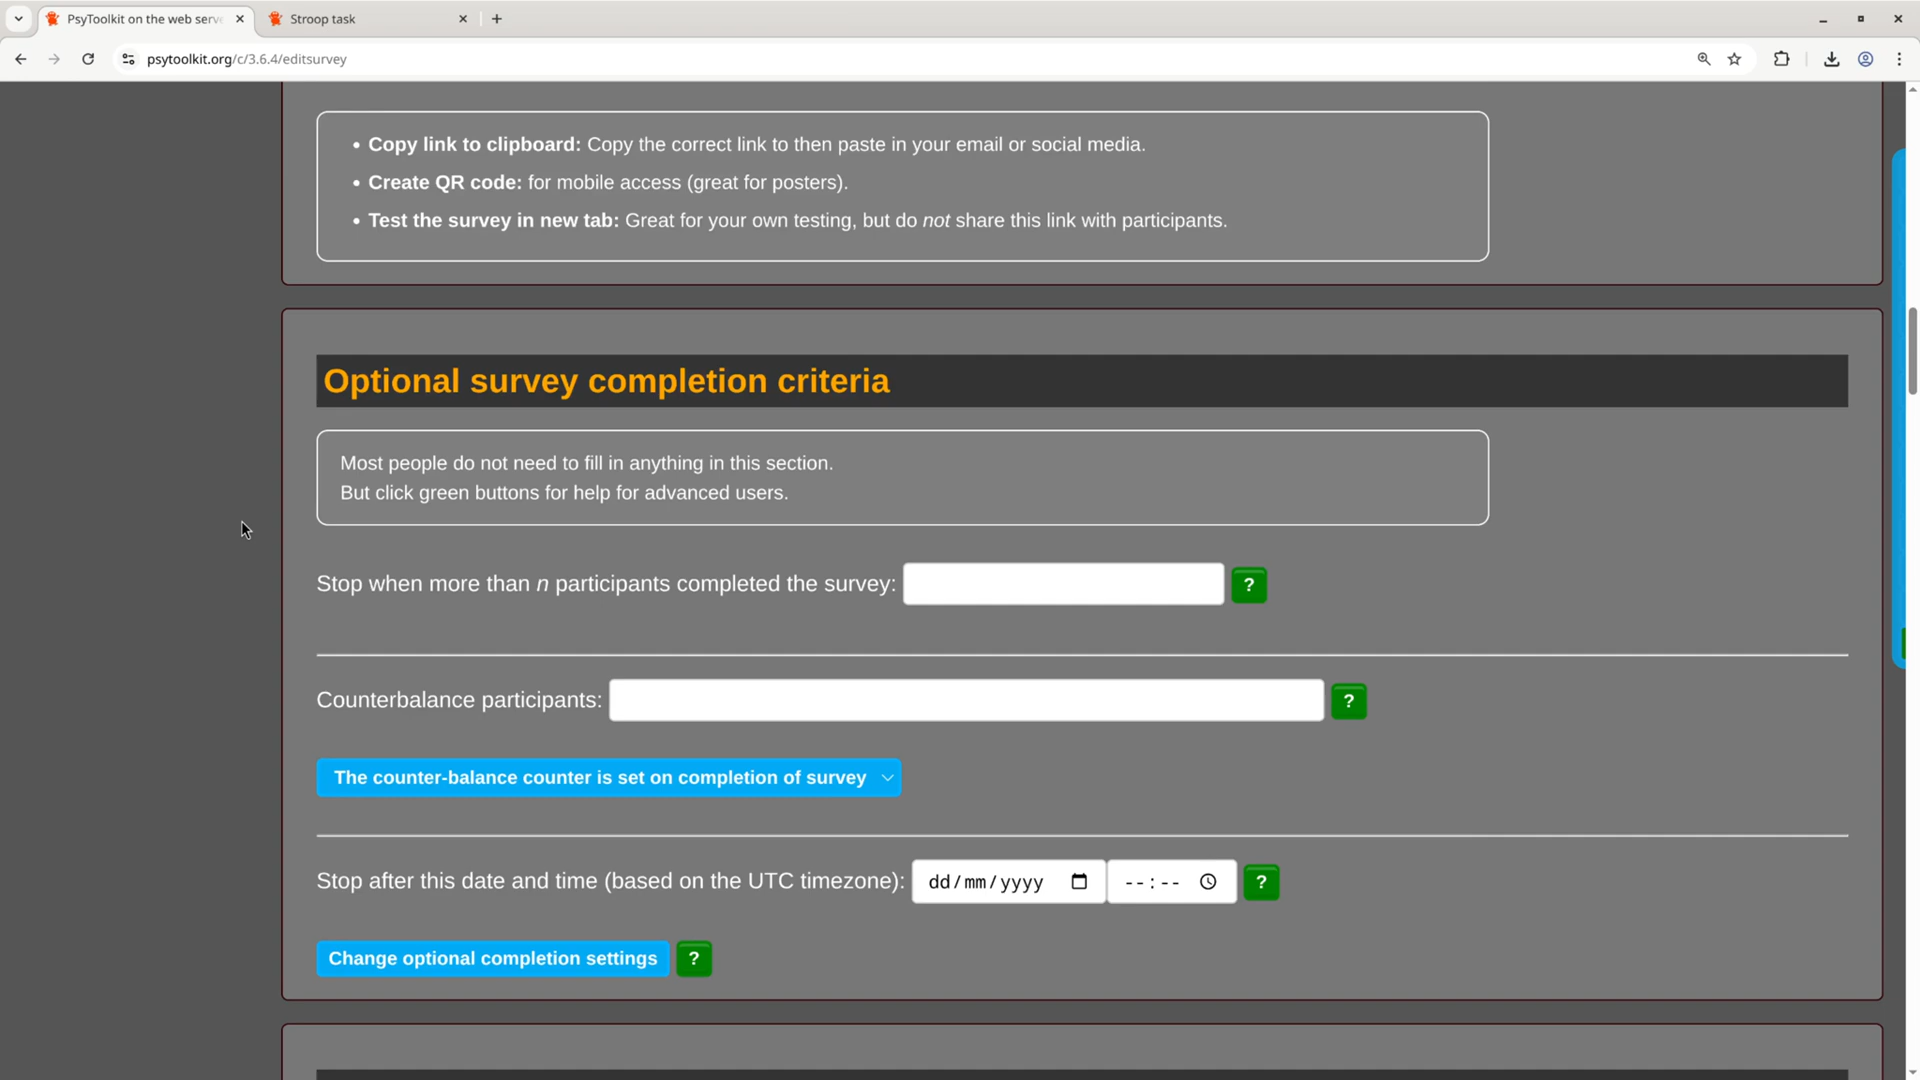 PsyToolkit on the web serve
Stroop task
psytoolkit.org/c/3.6.4/editsurvey
• Copy link to clipboard: Copy the correct link to then paste in your email or social media.
• Create QR code: for mobile access (great for posters).
• Test the survey in new tab: Great for your own testing, but do not share this link with participants.
Optional survey completion criteria
Most people do not need to fill in anything in this section.
But click green buttons for help for advanced users.
Stop when more than n participants completed the survey: ?
Counterbalance participants: ?
The counter-balance counter is set on completion of survey
Stop after this date and time (based on the UTC timezone): dd/mm/yyyy --:-- ?
Change optional completion settings ?